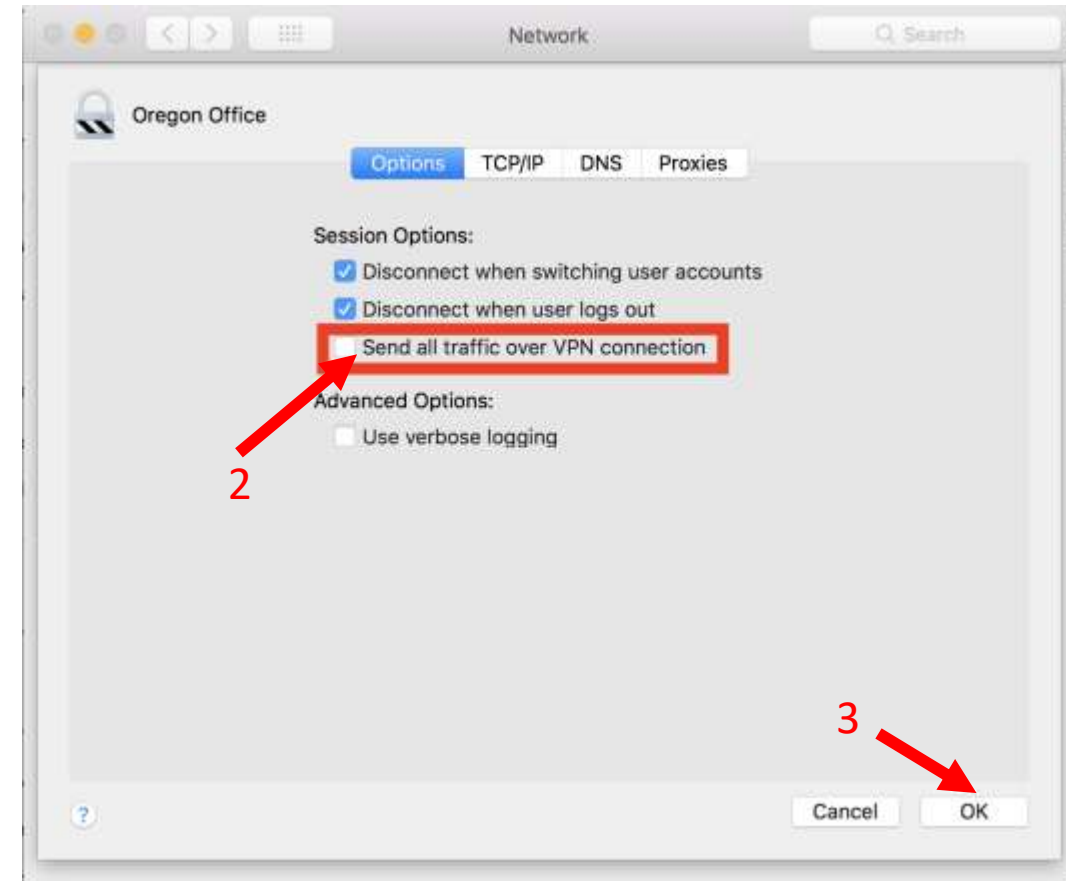 Network
Search
Oregon Office
Options TCP/IP DNS Proxies
Session Options:
Disconnect when switching user accounts
Disconnect when user logs out
Send all traffic over VPN connection
Advanced Options:
Use verbose logging
2
3
? Cancel OK